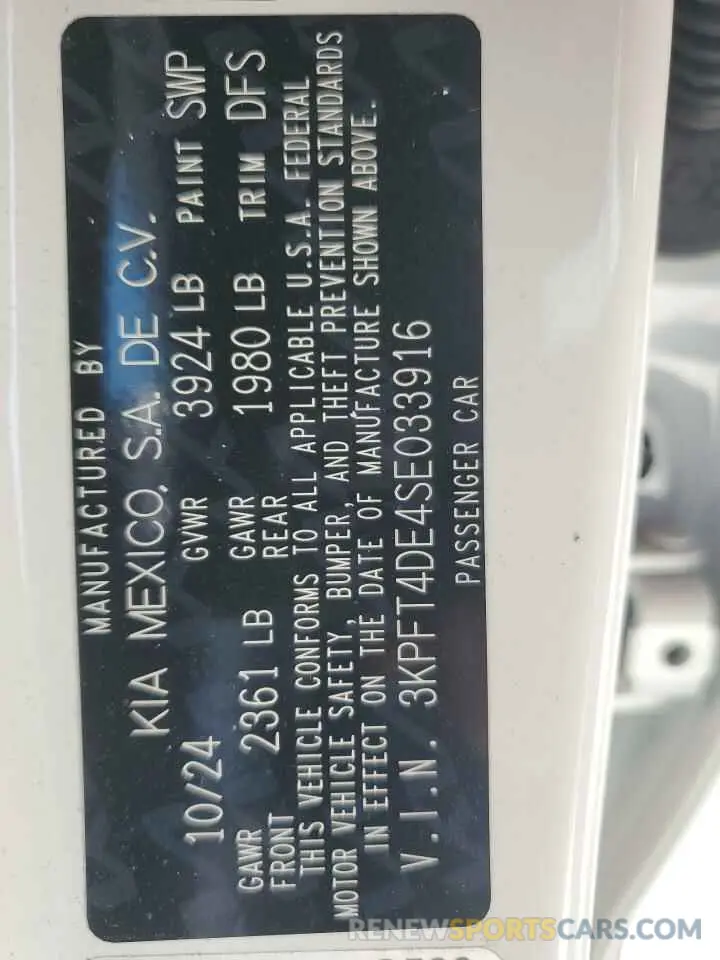 MANUFACTURED BY
KIA MEXICO, S.A. DE C.V.
10/24 GVWR 3924 LB PAINT SWP
GAWR FRONT 2361 LB GAWR REAR 1980 LB TRIM DFS
THIS VEHICLE CONFORMS TO ALL APPLICABLE U.S.A. FEDERAL
MOTOR VEHICLE SAFETY, BUMPER, AND THEFT PREVENTION STANDARDS
IN EFFECT ON THE DATE OF MANUFACTURE SHOWN ABOVE.
V.I.N. 3KPFT4DE4SE033916
PASSENGER CAR
RENEWSPORTSCARS.COM